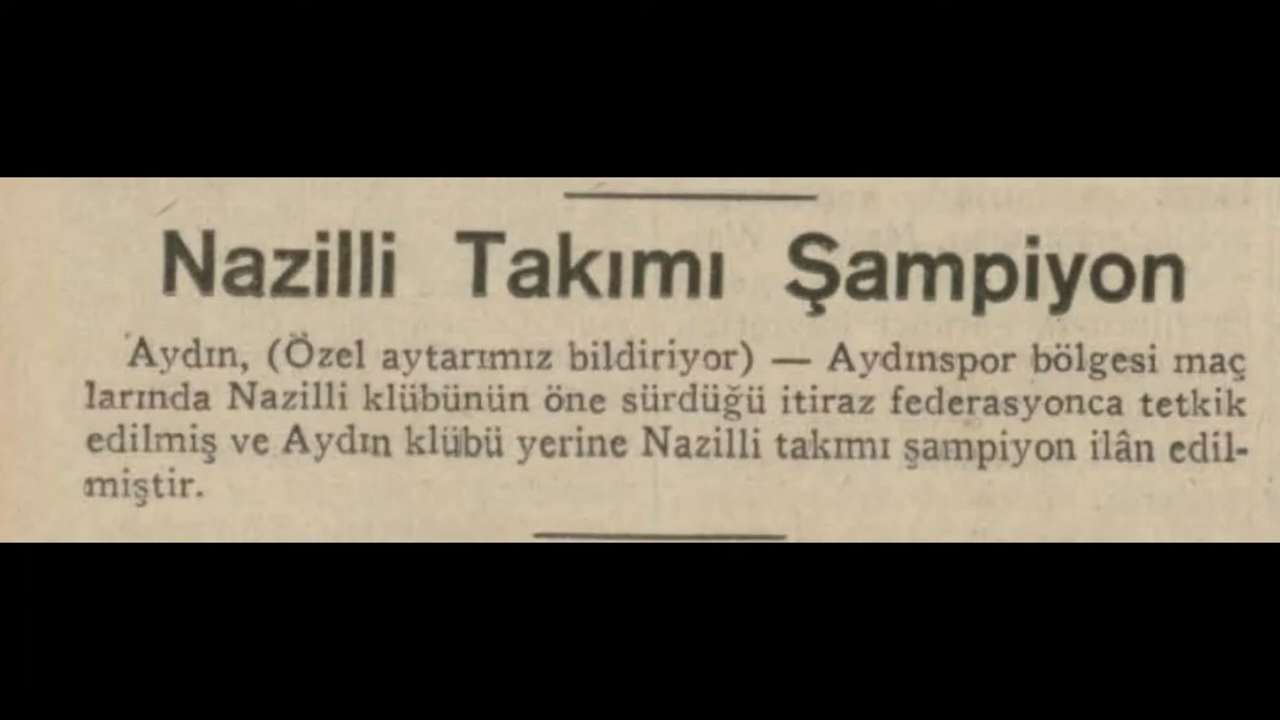 Nazilli Takımı Şampiyon
Aydın, (Özel aytarımız bildiriyor) — Aydınspor bölgesi maç
larında Nazilli klübünün öne sürdüğü itiraz federasyonca tetkik
edilmiş ve Aydın klübü yerine Nazilli takımı şampiyon ilân edil-
miştir.